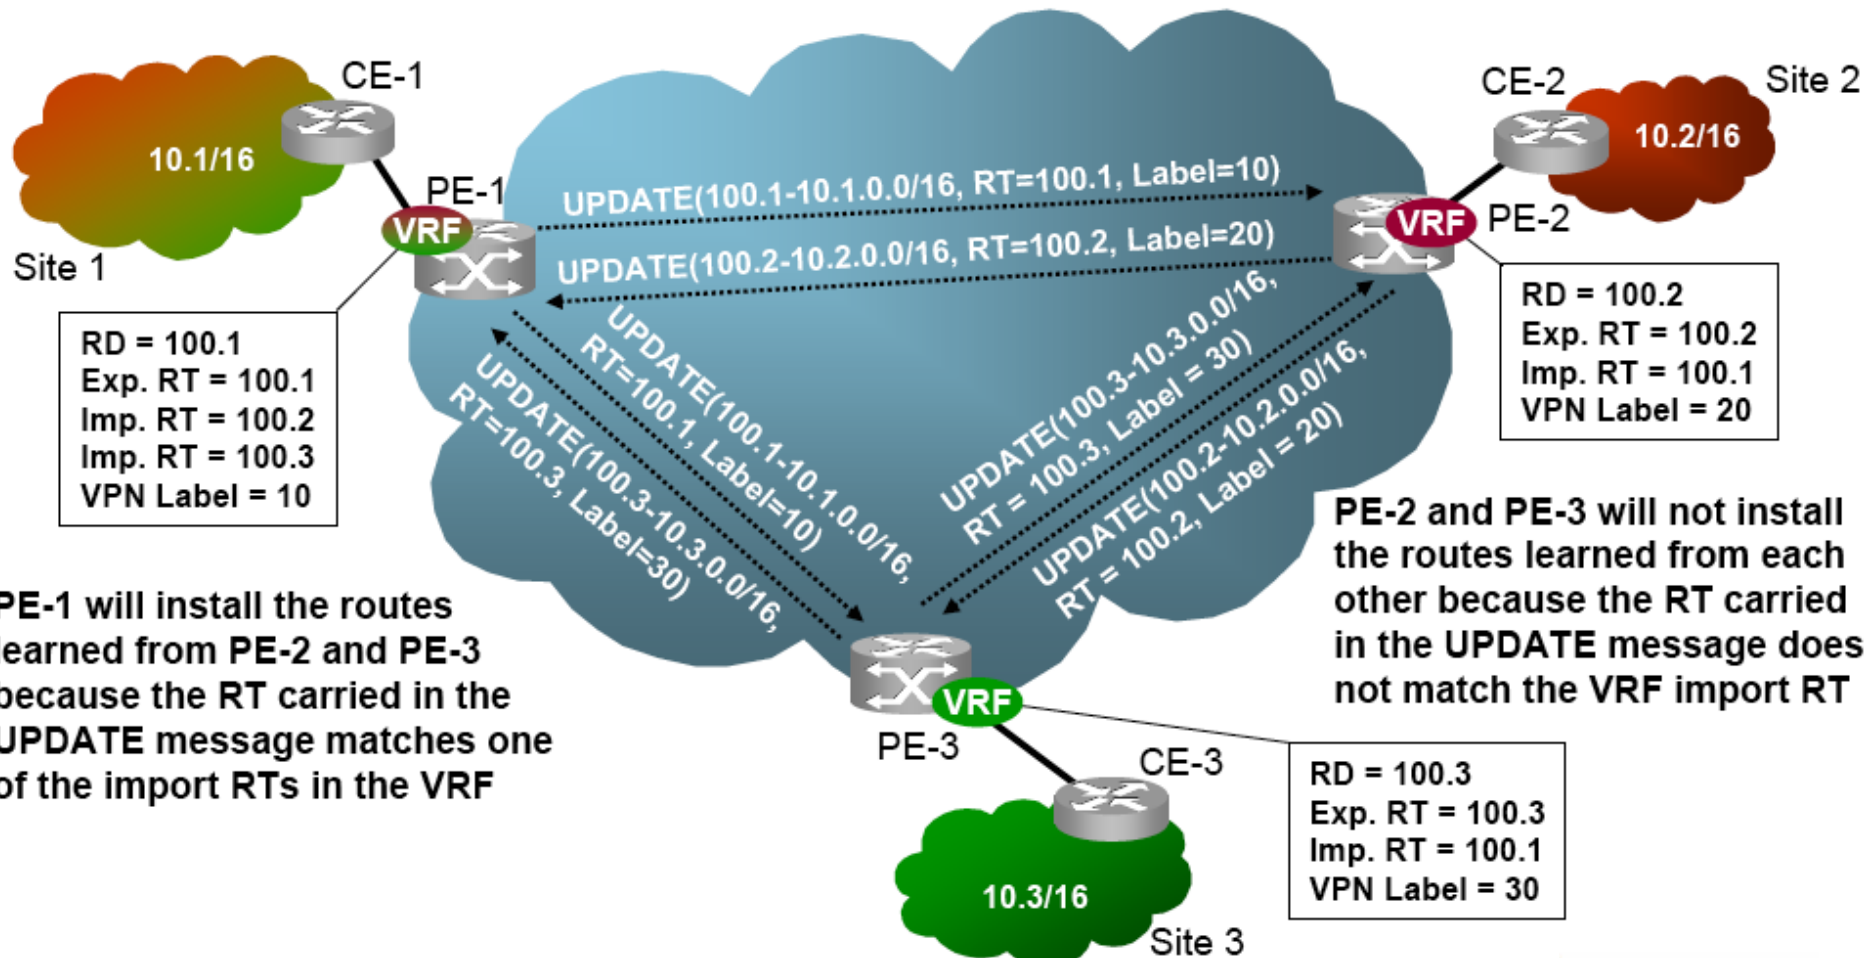 CE-1
10.1/16
PE-1
VRF
Site 1
RD = 100.1
Exp. RT = 100.1
Imp. RT = 100.2
Imp. RT = 100.3
VPN Label = 10
PE-1 will install the routes
learned from PE-2 and PE-3
because the RT carried in the
UPDATE message matches one
of the import RTs in the VRF
UPDATE(100.1-10.1.0.0/16, RT=100.1, Label=10)
UPDATE(100.2-10.2.0.0/16, RT=100.2, Label=20)
UPDATE(100.1-10.1.0.0/16,
RT=100.1, Label=10)
UPDATE(100.3-10.3.0.0/16,
RT=100.3, Label=30)
UPDATE(100.3-10.3.0.0/16,
RT = 100.3, Label = 30)
UPDATE(100.2-10.2.0.0/16,
RT = 100.2, Label = 20)
CE-2
Site 2
10.2/16
VRF
PE-2
RD = 100.2
Exp. RT = 100.2
Imp. RT = 100.1
VPN Label = 20
PE-2 and PE-3 will not install
the routes learned from each
other because the RT carried
in the UPDATE message does
not match the VRF import RT
VRF
PE-3
CE-3
10.3/16
Site 3
RD = 100.3
Exp. RT = 100.3
Imp. RT = 100.1
VPN Label = 30